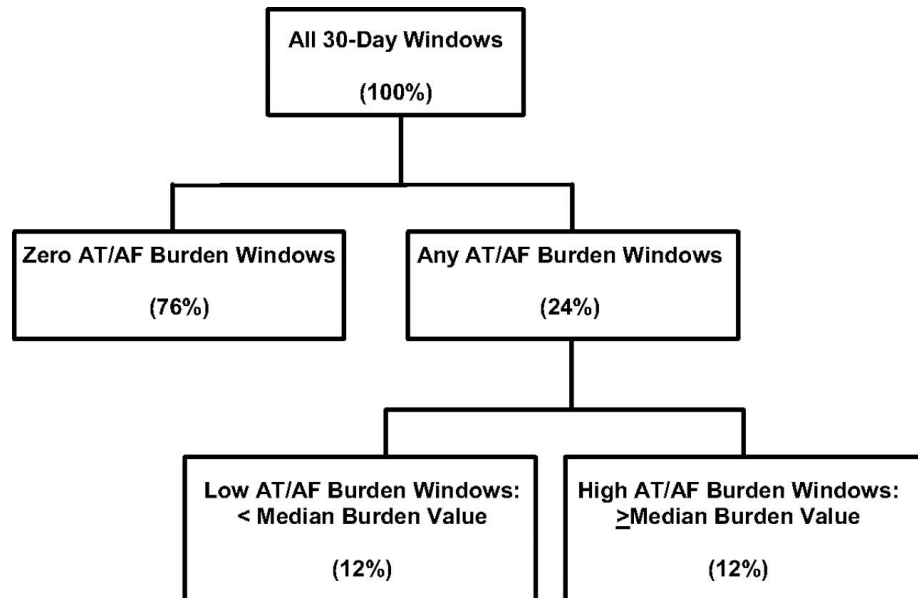 All 30-Day Windows
(100%)
Zero AT/AF Burden Windows
(76%)
Any AT/AF Burden Windows
(24%)
Low AT/AF Burden Windows:
< Median Burden Value
(12%)
High AT/AF Burden Windows:
≥Median Burden Value
(12%)